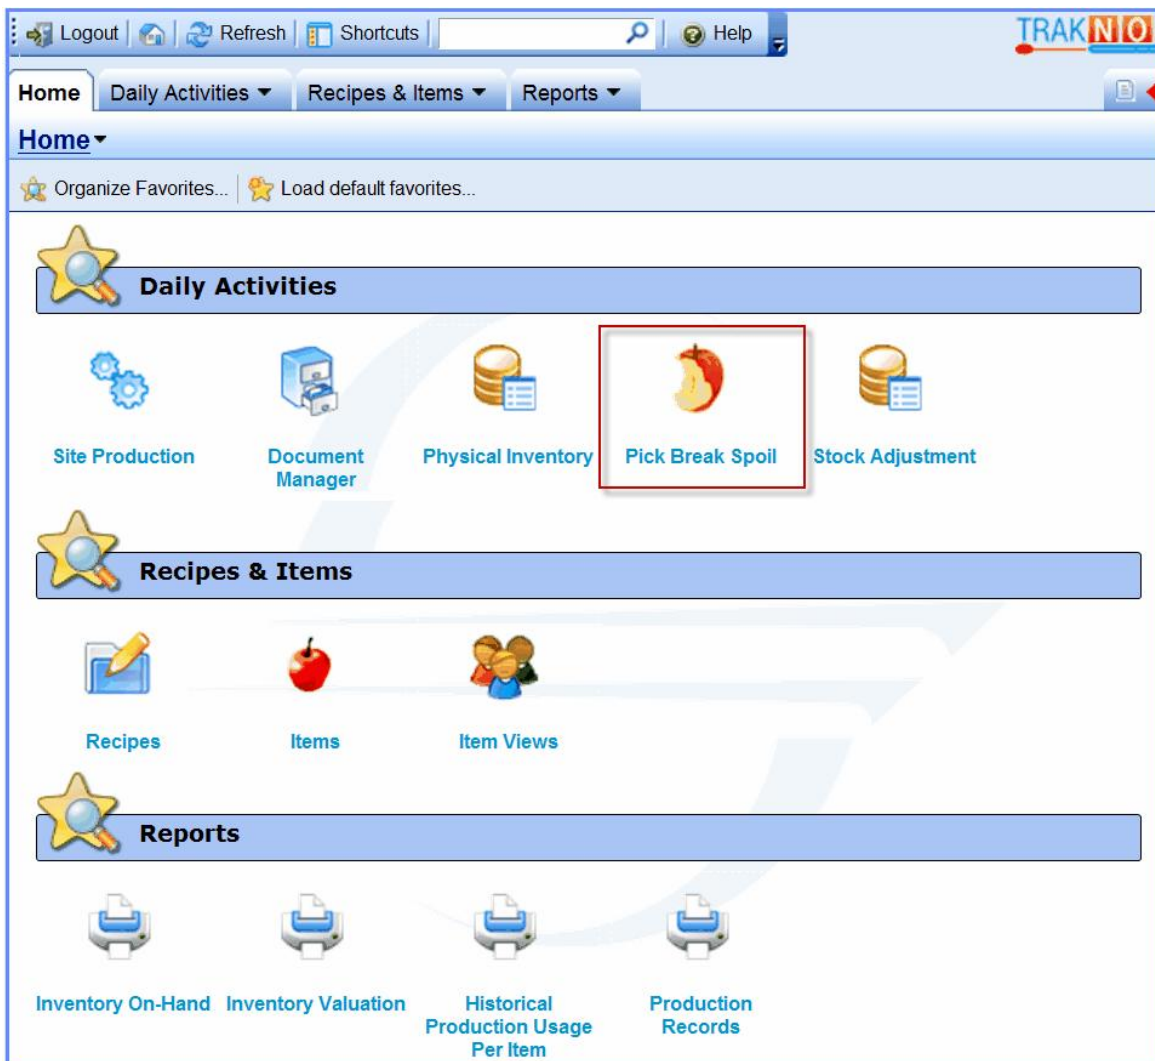 Logout Refresh Shortcuts Help TRAKNO
Home Daily Activities Recipes & Items Reports
Home
Organize Favorites... Load default favorites...
Daily Activities
Site Production Document Physical Inventory Pick Break Spoil Stock Adjustment
Manager
Recipes & Items
Recipes Items Item Views
Reports
Inventory On-Hand Inventory Valuation Historical Production
Production Usage Records
Per Item